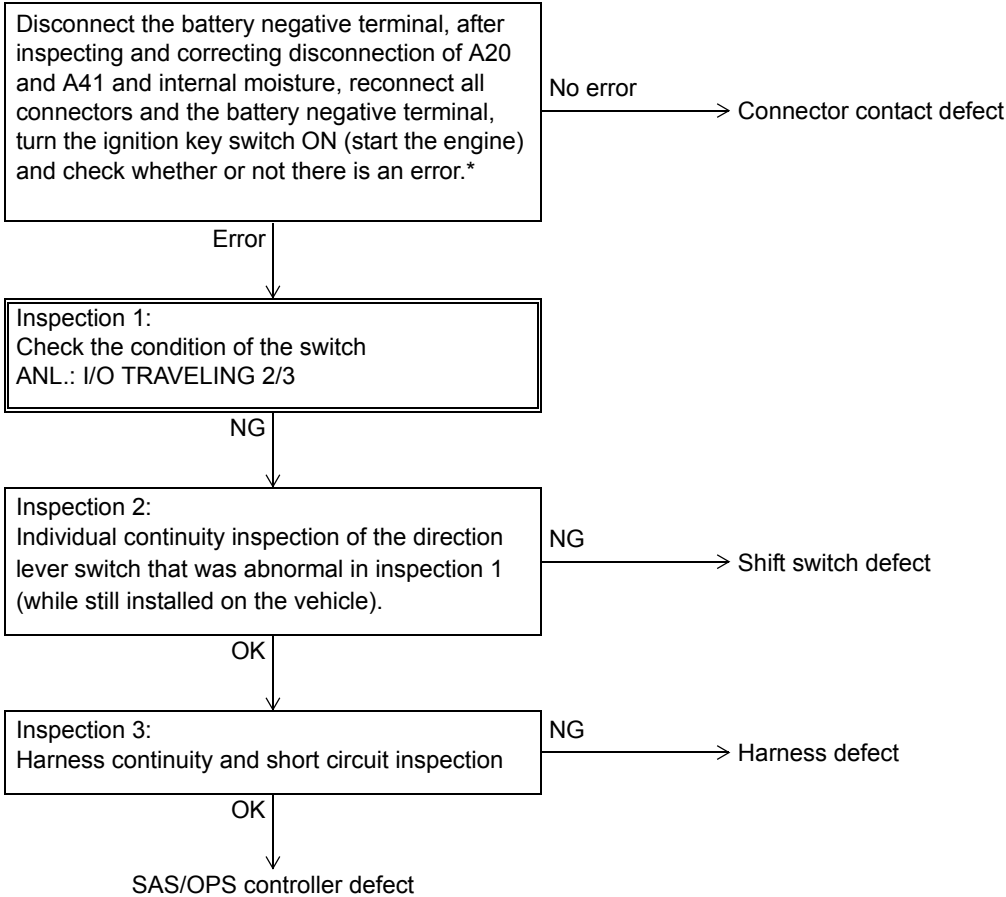 Disconnect the battery negative terminal, after
inspecting and correcting disconnection of A20
and A41 and internal moisture, reconnect all
connectors and the battery negative terminal,
turn the ignition key switch ON (start the engine)
and check whether or not there is an error.*
No error
Connector contact defect
Error
Inspection 1:
Check the condition of the switch
ANL.: I/O TRAVELING 2/3
NG
Inspection 2:
Individual continuity inspection of the direction
lever switch that was abnormal in inspection 1
(while still installed on the vehicle).
NG
Shift switch defect
OK
Inspection 3:
Harness continuity and short circuit inspection
NG
Harness defect
OK
SAS/OPS controller defect